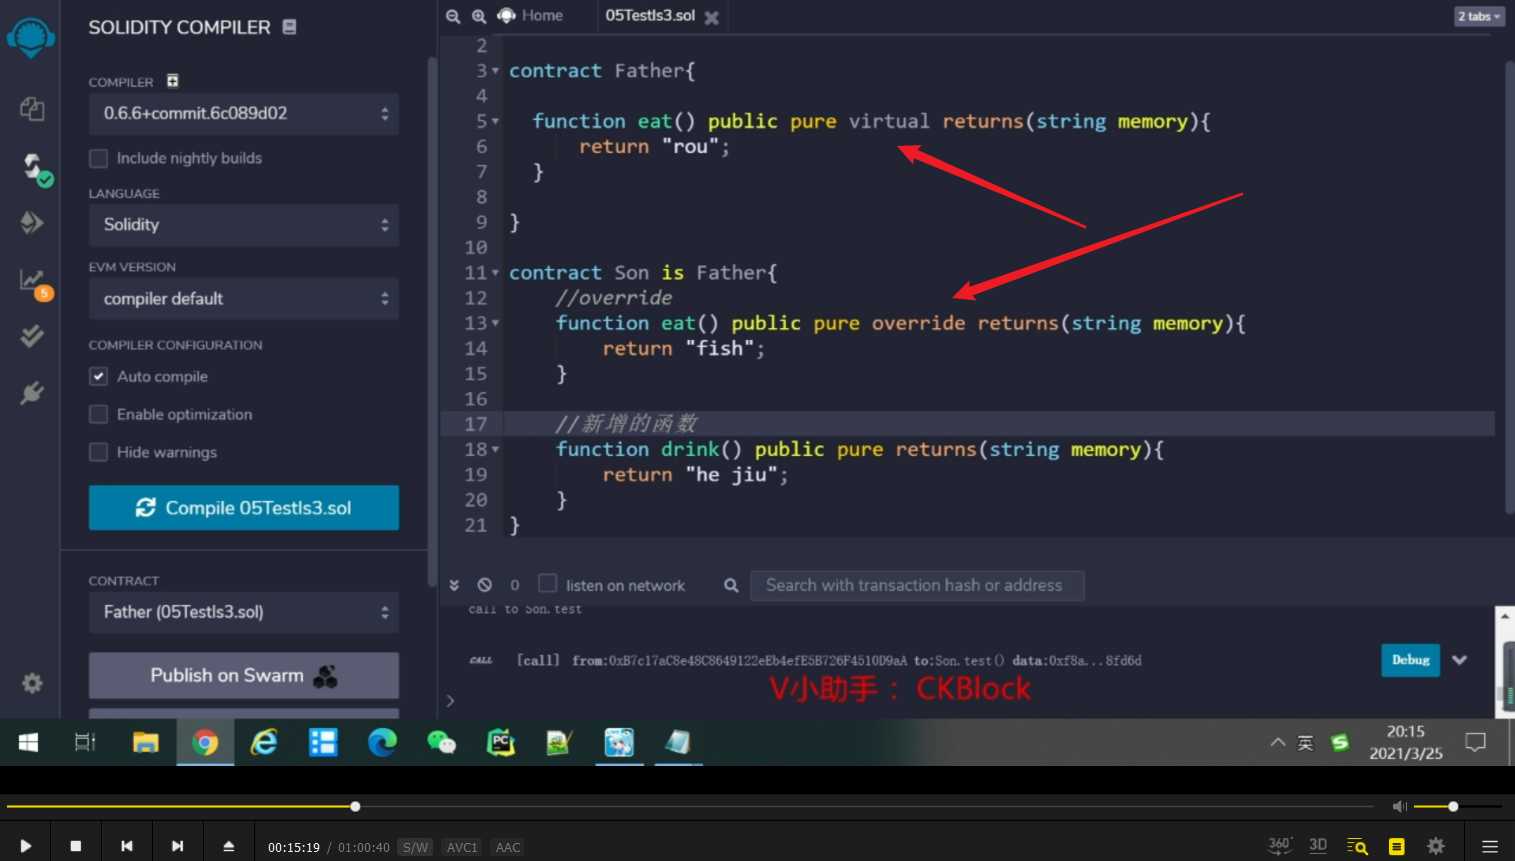 SOLIDITY COMPILER
COMPILER
0.6.6+commit.6c089d02
Include nightly builds
LANGUAGE
Solidity
EVM VERSION
compiler default
COMPILER CONFIGURATION
Auto compile
Enable optimization
Hide warnings
Compile 05TestIs3.sol
CONTRACT
Father (05TestIs3.sol)
Publish on Swarm
5
Home
05TestIs3.sol
2 tabs
2
3 contract Father{
4
5 function eat() public pure virtual returns(string memory){
6 return "rou";
7 }
8
9 }
10
11 contract Son is Father{
12 //override
13 function eat() public pure override returns(string memory){
14 return "fish";
15 }
16
17 //新增的函数
18 function drink() public pure returns(string memory){
19 return "he jiu";
20 }
21 }
0 listen on network
Search with transaction hash or address
call to Son.test
CALL [call] from:0xB7c17aC8e48C8649122eEb4efE5B726F4510D9aA to:Son.test() data:0xf8a...8fd6d
Debug
V小助手： CKBlock
>
PC
英
20:15
2021/3/25
00:15:19 / 01:00:40 S/W AVC1 AAC
360° 3D